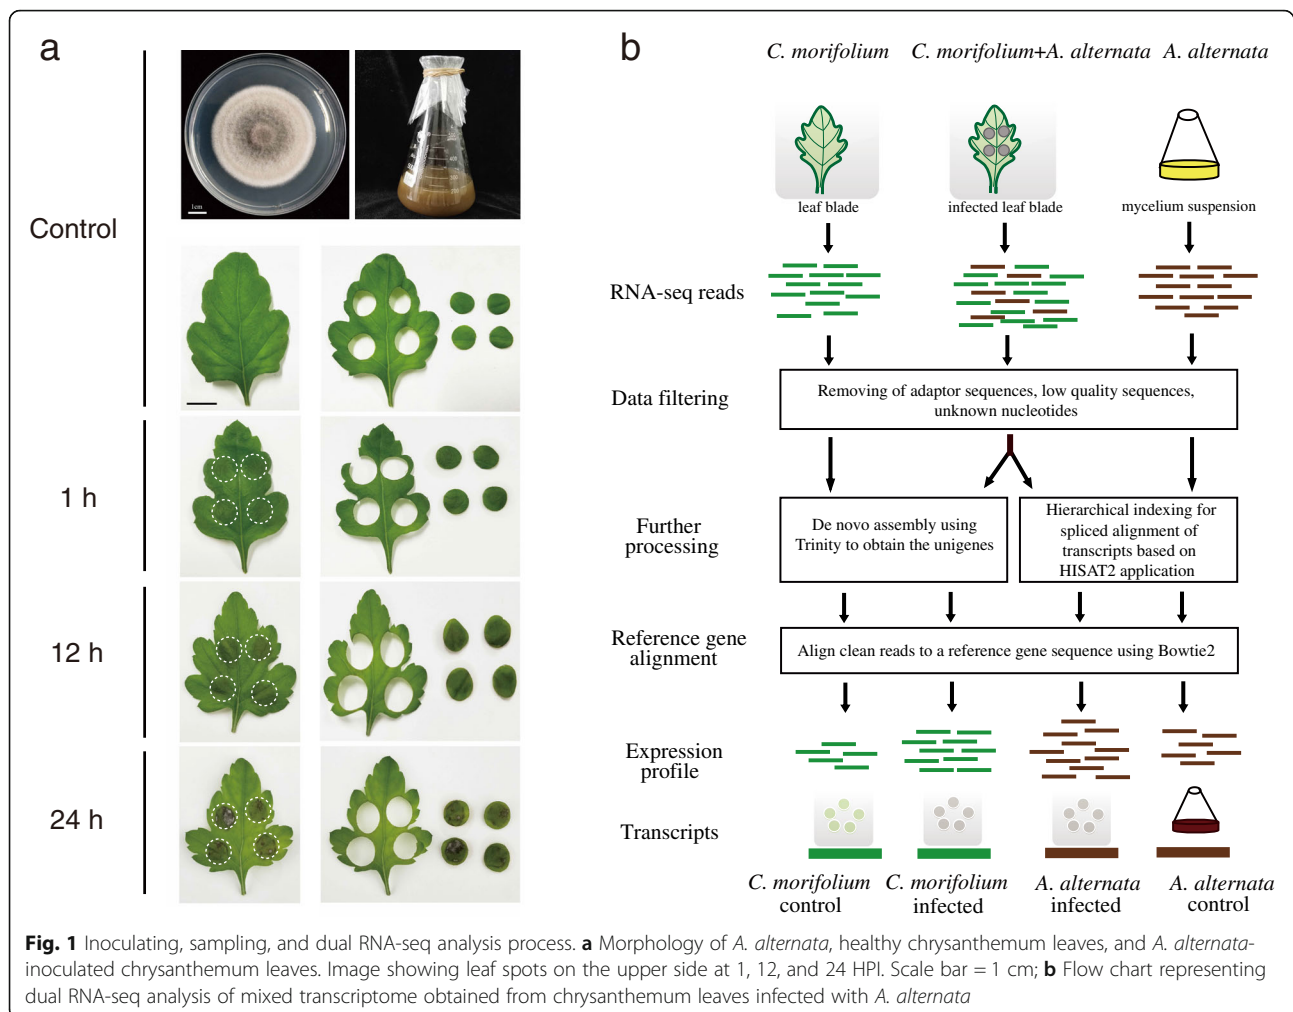 a
Control
1cm
1 h
12 h
24 h
b
C. morifolium
C. morifolium+A. alternata
A. alternata
leaf blade
infected leaf blade
mycelium suspension
RNA-seq reads
Data filtering
Removing of adaptor sequences, low quality sequences,
unknown nucleotides
Further
processing
De novo assembly using
Trinity to obtain the unigenes
Hierarchical indexing for
spliced alignment of
transcripts based on
HISAT2 application
Reference gene
alignment
Align clean reads to a reference gene sequence using Bowtie2
Expression
profile
Transcripts
C. morifolium
control
C. morifolium
infected
A. alternata
infected
A. alternata
control
Fig. 1 Inoculating, sampling, and dual RNA-seq analysis process. a Morphology of A. alternata, healthy chrysanthemum leaves, and A. alternata-
inoculated chrysanthemum leaves. Image showing leaf spots on the upper side at 1, 12, and 24 HPI. Scale bar = 1 cm; b Flow chart representing
dual RNA-seq analysis of mixed transcriptome obtained from chrysanthemum leaves infected with A. alternata